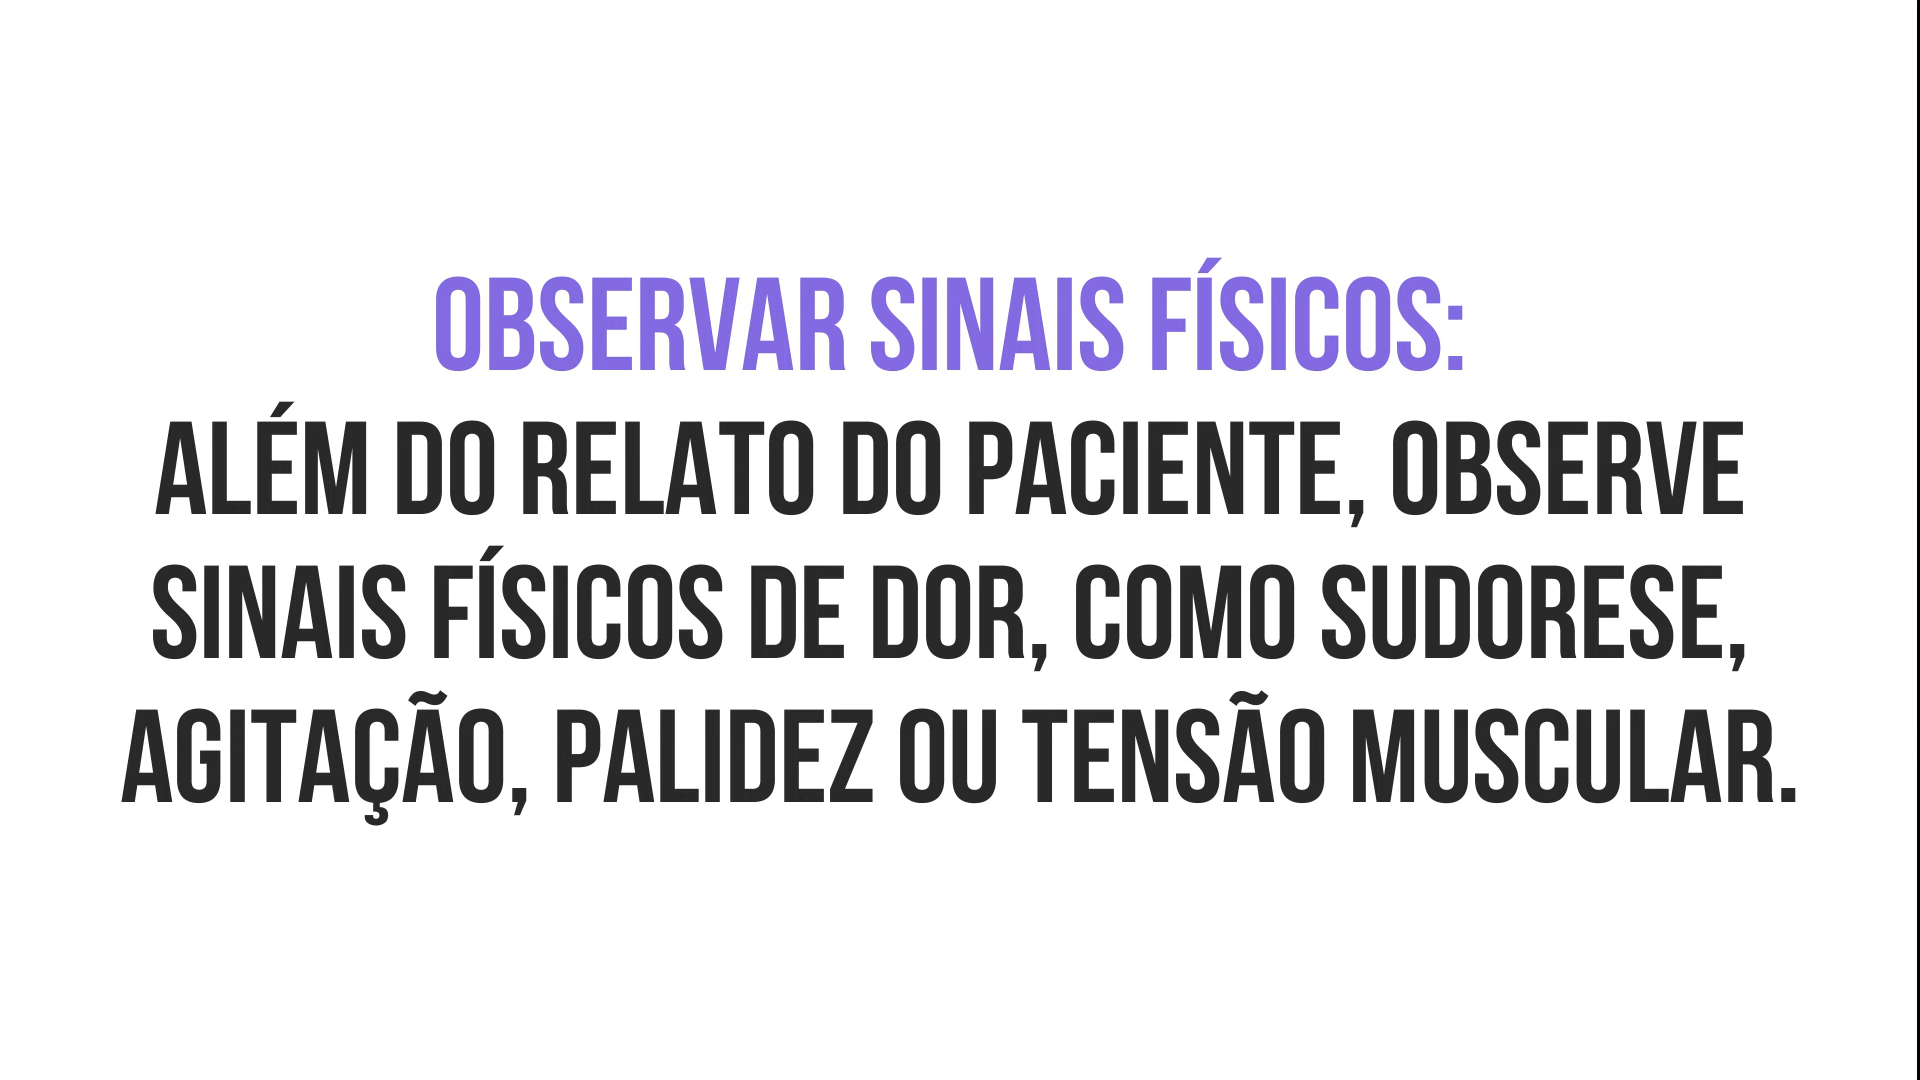 OBSERVAR SINAIS FÍSICOS:
ALÉM DO RELATO DO PACIENTE, OBSERVE
SINAIS FÍSICOS DE DOR, COMO SUDORESE,
AGITAÇÃO, PALIDEZ OU TENSÃO MUSCULAR.